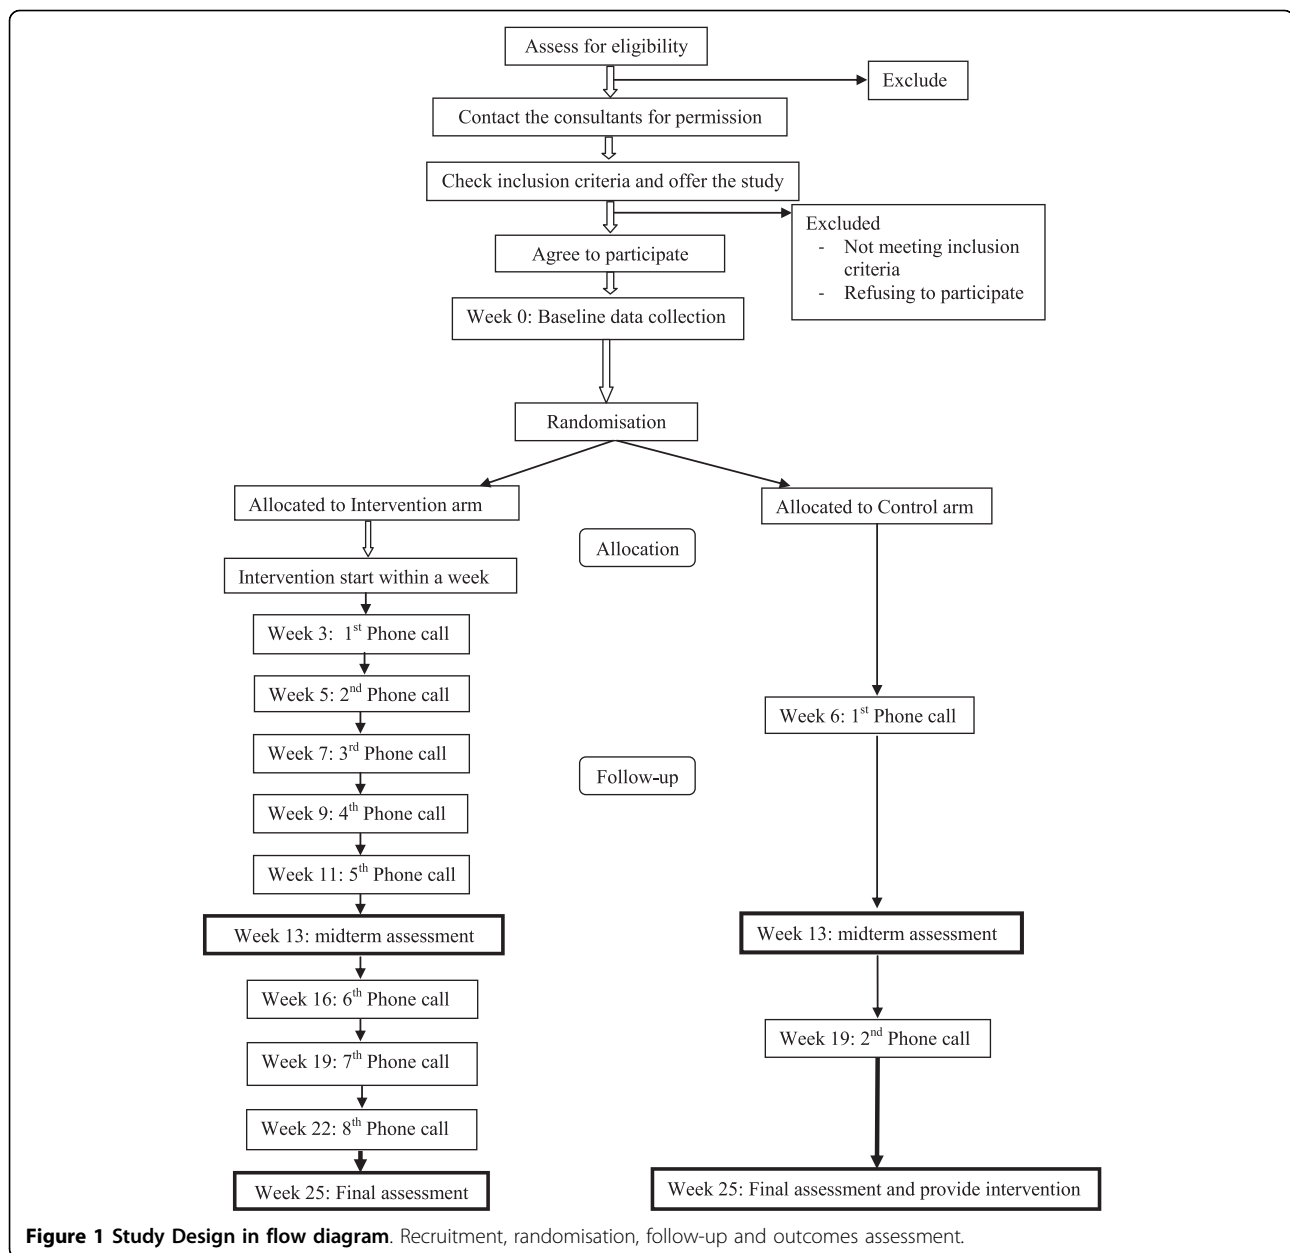 Assess for eligibility
Exclude
Contact the consultants for permission
Check inclusion criteria and offer the study
Excluded
- Not meeting inclusion
criteria
- Refusing to participate
Agree to participate
Week 0: Baseline data collection
Randomisation
Allocated to Intervention arm
Allocated to Control arm
Allocation
Intervention start within a week
Week 3: 1st Phone call
Week 5: 2nd Phone call
Week 6: 1st Phone call
Week 7: 3rd Phone call
Follow-up
Week 9: 4th Phone call
Week 11: 5th Phone call
Week 13: midterm assessment
Week 13: midterm assessment
Week 16: 6th Phone call
Week 19: 2nd Phone call
Week 19: 7th Phone call
Week 22: 8th Phone call
Week 25: Final assessment
Week 25: Final assessment and provide intervention
Figure 1 Study Design in flow diagram. Recruitment, randomisation, follow-up and outcomes assessment.